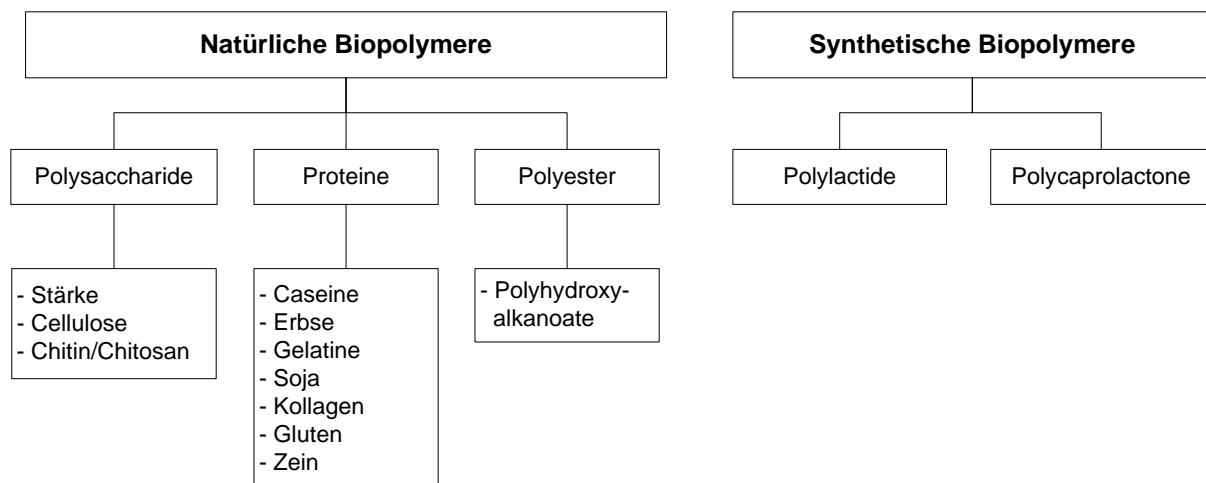 Natürliche Biopolymere
Synthetische Biopolymere
Polysaccharide
Proteine
Polyester
Polylactide
Polycaprolactone
- Stärke
- Cellulose
- Chitin/Chitosan
- Caseine
- Erbse
- Gelatine
- Soja
- Kollagen
- Gluten
- Zein
- Polyhydroxy-
alkanoate